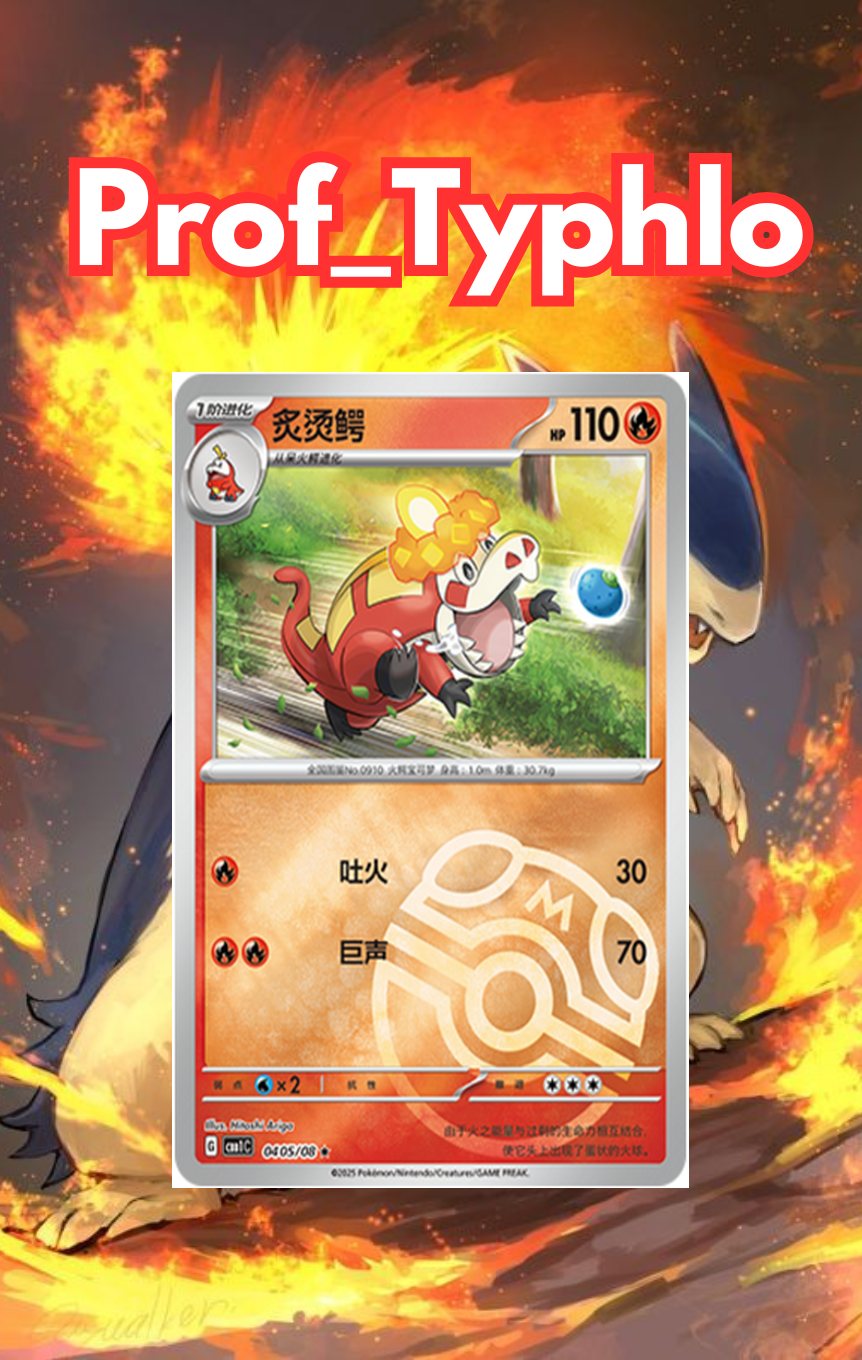 Prof_Typhlo
1阶进化
炙烫鳄
HP 110
从呆火鳄进化
全国图鉴No.0910 火鳄宝可梦 身高：1.0m 体重：30.7kg
吐火 30
M
巨声 70
弱点 ×2 抗性 撤退
Illus. Hitoshi Ariga
由于火之能量与过剩的生命力相互结合，
使它头上出现了蛋状的火球。
G CBB1C 0405/08 ★
©2025 Pokémon/Nintendo/Creatures/GAME FREAK.